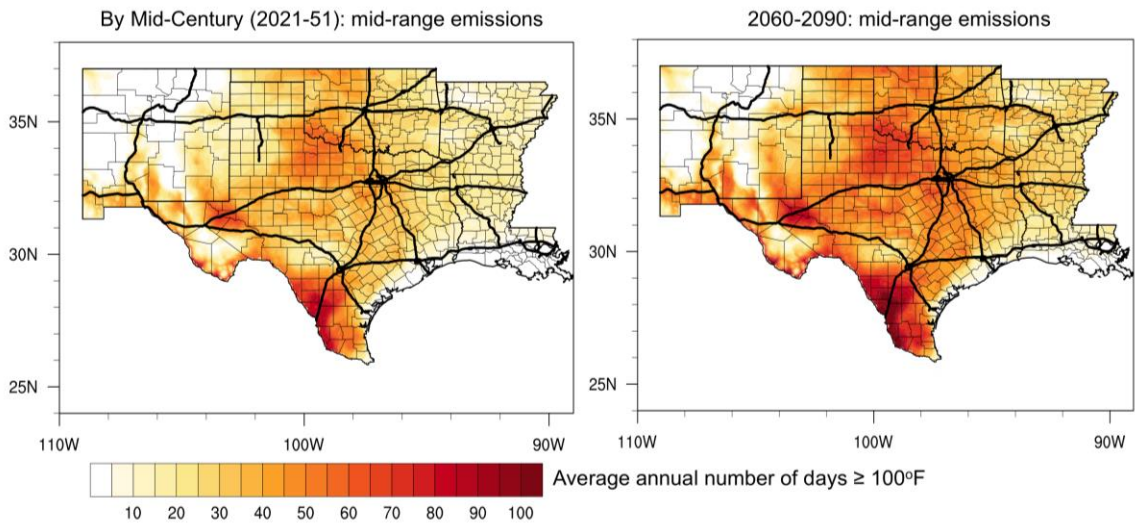 By Mid-Century (2021-51): mid-range emissions
2060-2090: mid-range emissions
35N
30N
25N
110W
100W
90W
35N
30N
25N
110W
100W
90W
10 20 30 40 50 60 70 80 90 100
Average annual number of days ≥ 100ºF